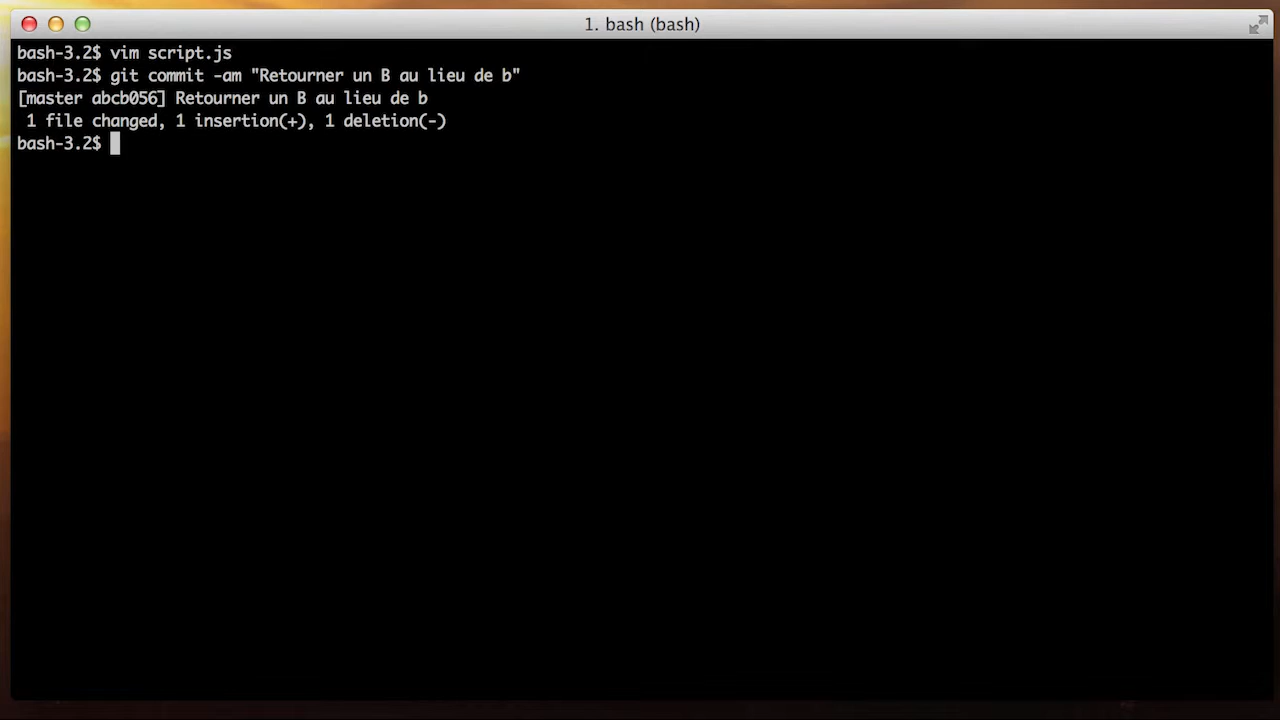 1. bash (bash)
bash-3.2$ vim script.js
bash-3.2$ git commit -am "Retourner un B au lieu de b"
[master abcb056] Retourner un B au lieu de b
 1 file changed, 1 insertion(+), 1 deletion(-)
bash-3.2$